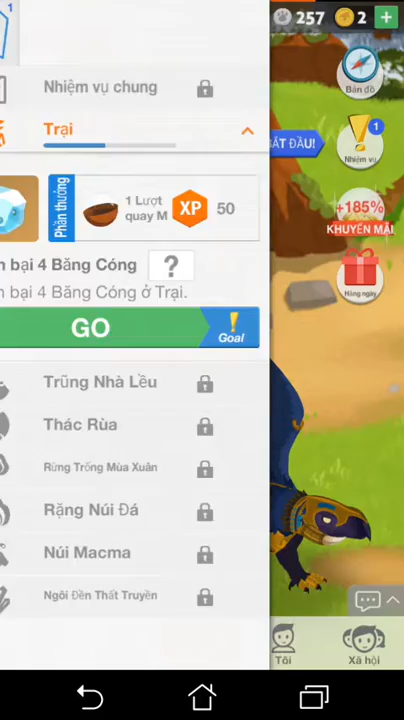 1
257
2
Nhiệm vụ chung
Bản đồ
Trại
ẮT ĐẦU!
1
Nhiệm vụ
Phần thưởng
1 Lượt
quay M
XP
50
+185%
KHUYẾN MÃI
Hàng ngày
n bại 4 Băng Cóng
?
n bại 4 Băng Cóng ở Trại.
GO
Goal
Trũng Nhà Lều
Thác Rùa
Rừng Trống Mùa Xuân
Rặng Núi Đá
Núi Macma
Ngôi Đền Thất Truyền
Tôi
Xã hội